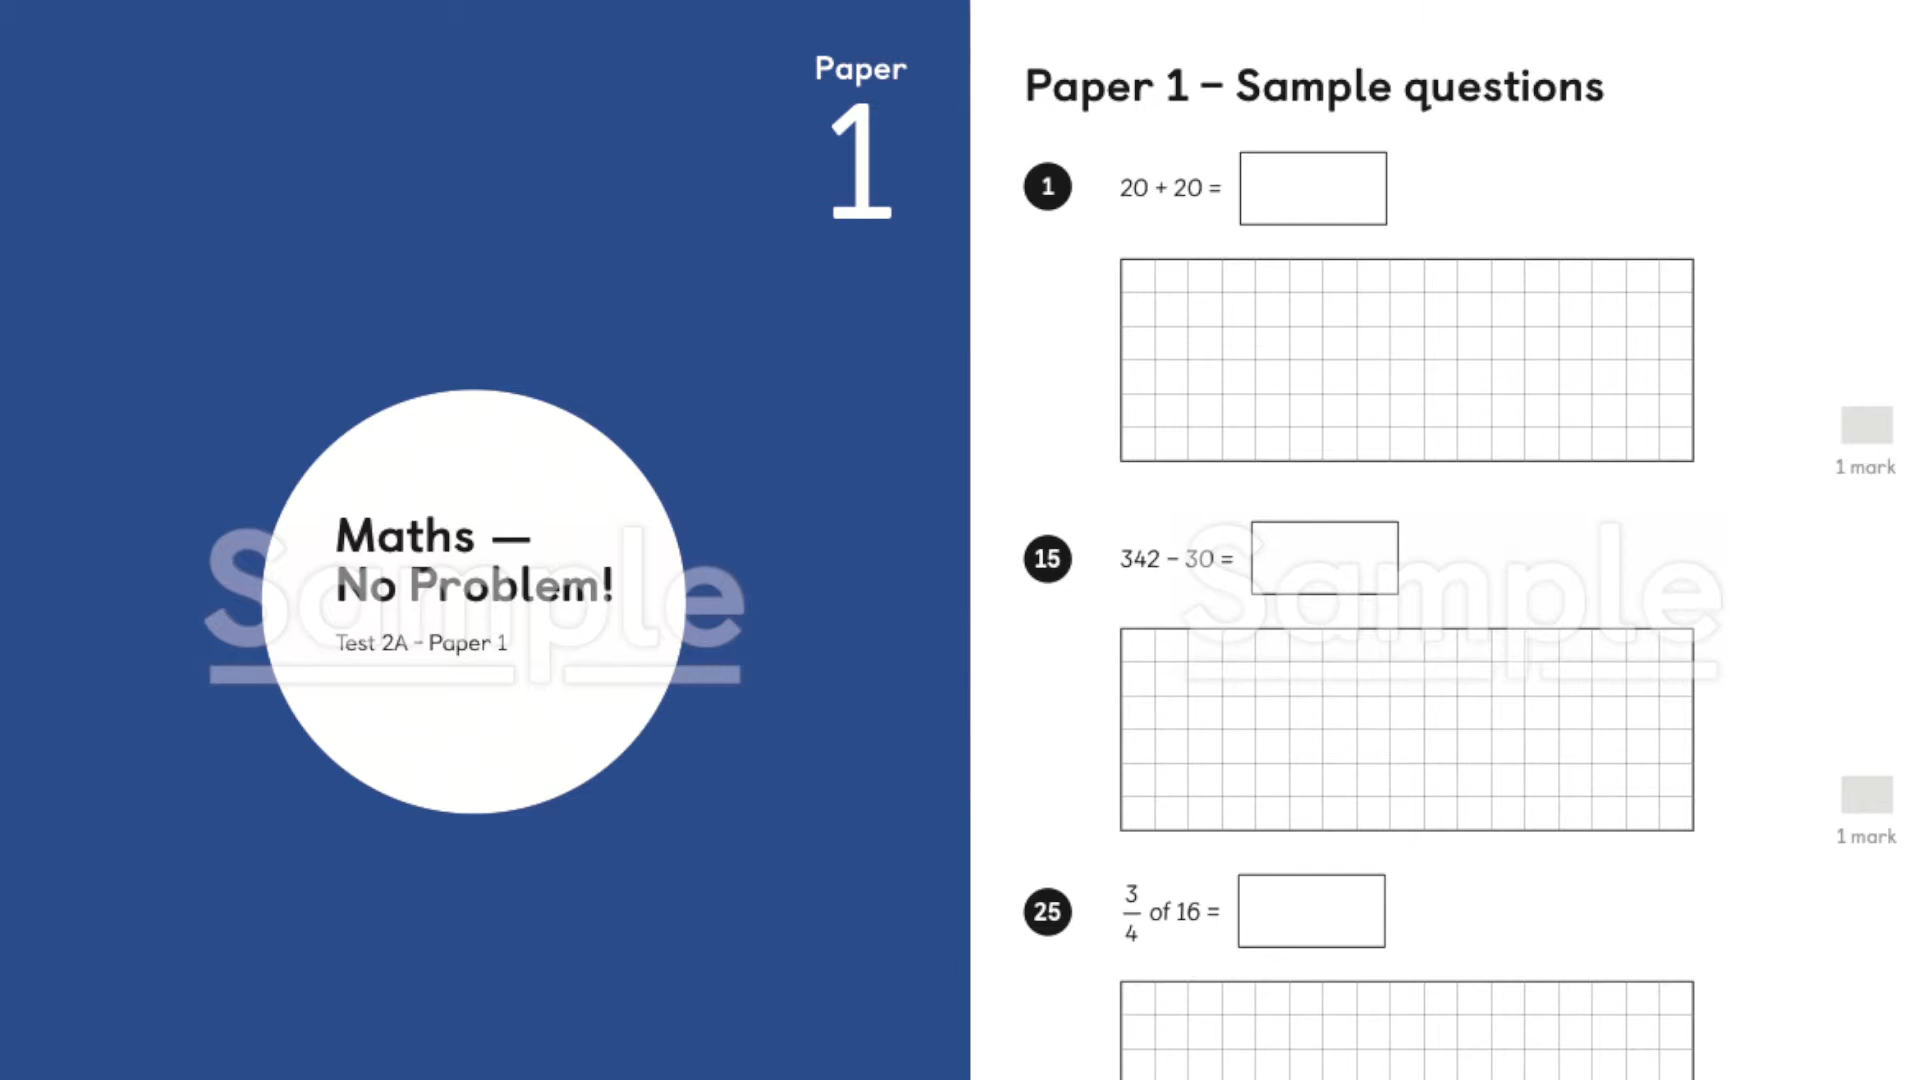 Paper
1
Maths —
No Problem!
Test 2A – Paper 1
Sample
Paper 1 – Sample questions
1
20 + 20 =
1 mark
15
342 – 30 =
Sample
1 mark
25
3/4 of 16 =